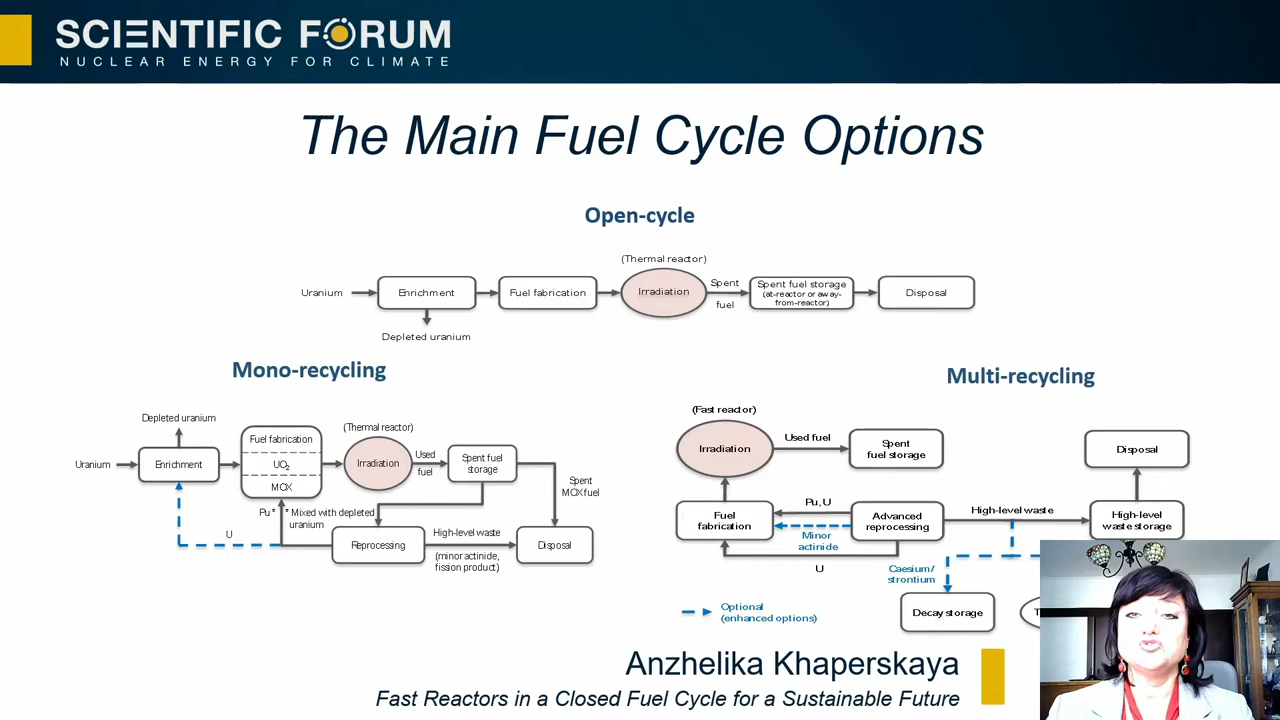 SCIENTIFIC FORUM
NUCLEAR ENERGY FOR CLIMATE
The Main Fuel Cycle Options
Open-cycle
(Thermal reactor)
Uranium
Enrichment
Fuel fabrication
Irradiation
Spent
fuel
Spent fuel storage
(at-reactor or away-
from-reactor)
Disposal
Depleted uranium
Mono-recycling
Depleted uranium
Uranium
Enrichment
Fuel fabrication
UO2
MOX
(Thermal reactor)
Irradiation
Used
fuel
Spent fuel
storage
Spent
MOX fuel
Pu *
* Mixed with depleted
uranium
U
Reprocessing
High-level waste
(minor actinide,
fission product)
Disposal
Multi-recycling
(Fast reactor)
Irradiation
Used fuel
Spent
fuel storage
Disposal
Fuel
fabrication
Pu, U
Minor
actinide
U
Advanced
reprocessing
High-level waste
High-level
waste storage
Caesium/
strontium
Decay storage
Optional
(enhanced options)
Anzhelika Khaperskaya
Fast Reactors in a Closed Fuel Cycle for a Sustainable Future